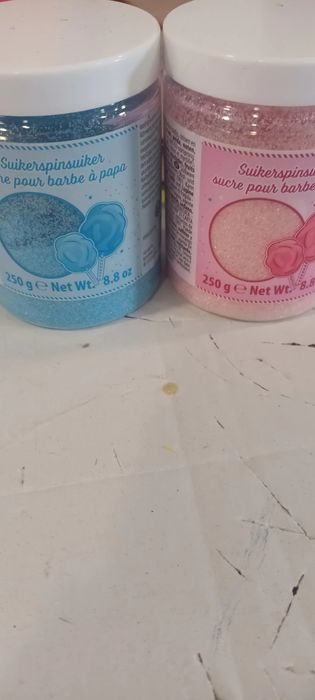 Suikerspinsuiker
re pour barbe à papa
250 g e Net Wt. 8.8 oz
Suikerspinsu
sucre pour barbe
250 g e Net Wt. 8.8